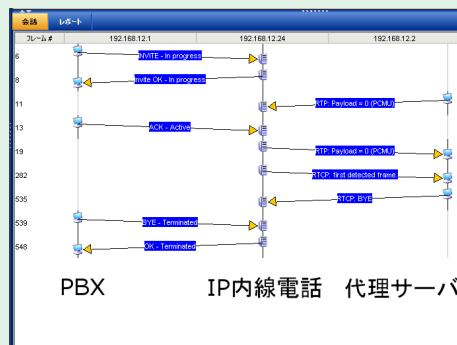 会話 レポート
フレーム # 192.168.12.1 192.168.12.24 192.168.12.2
6 INVITE - In progress
8 Invite OK - In progress
11 RTP: Payload = 0 (PCMU)
13 ACK - Active
19 RTP: Payload = 0 (PCMU)
282 RTCP: first detected frame.
535 RTCP: BYE
539 BYE - Terminated
548 OK - Terminated
PBX IP内線電話 代理サーバ